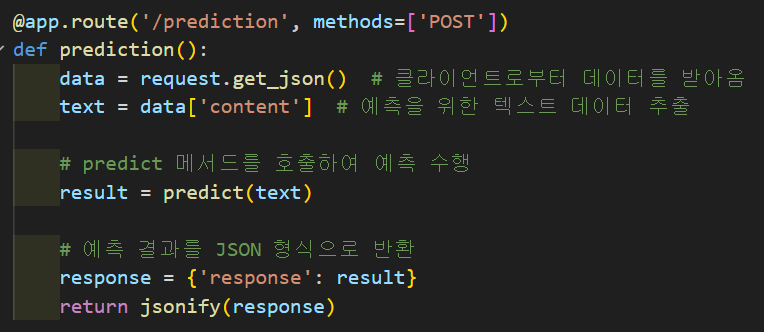 @app.route('/prediction', methods=['POST'])
def prediction():
    data = request.get_json()  # 클라이언트로부터 데이터를 받아옴
    text = data['content']  # 예측을 위한 텍스트 데이터 추출
    # predict 메서드를 호출하여 예측 수행
    result = predict(text)
    # 예측 결과를 JSON 형식으로 반환
    response = {'response': result}
    return jsonify(response)